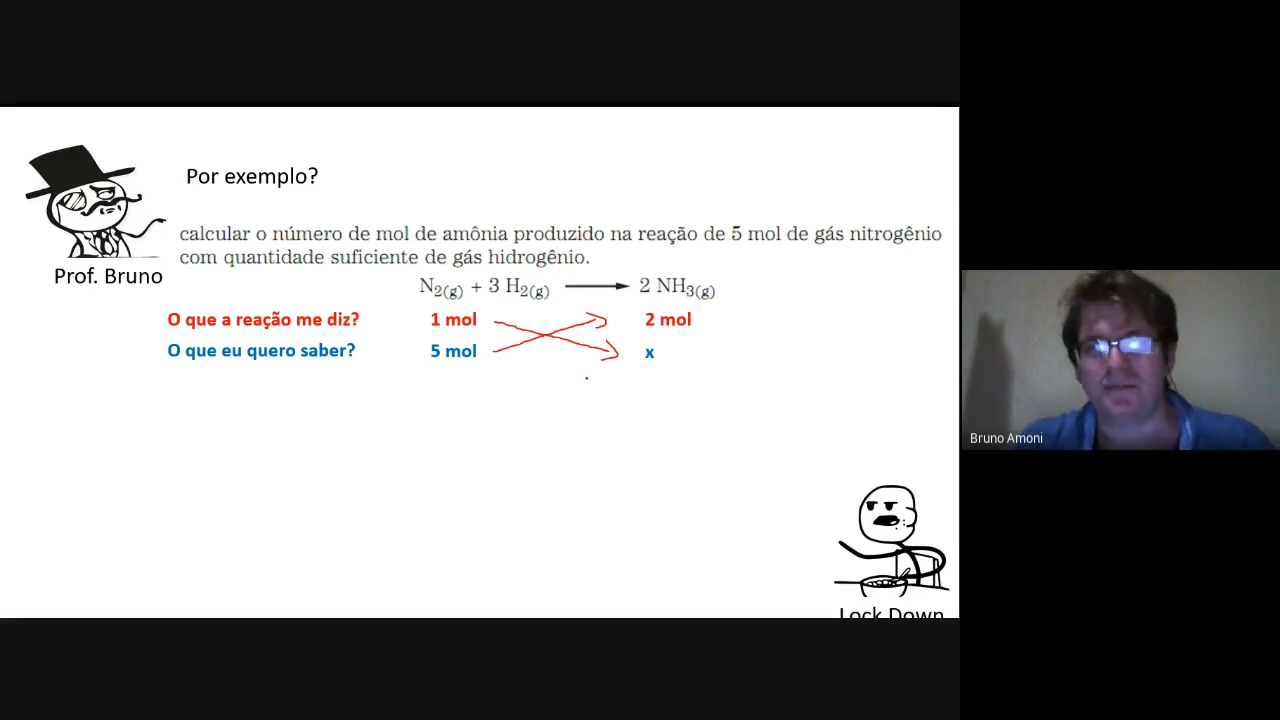 Por exemplo?
calcular o número de mol de amônia produzido na reação de 5 mol de gás nitrogênio
com quantidade suficiente de gás hidrogênio.
Prof. Bruno
N2(g) + 3 H2(g) ⟶ 2 NH3(g)
O que a reação me diz? 1 mol 2 mol
O que eu quero saber? 5 mol x
Bruno Amoni
Lock Down